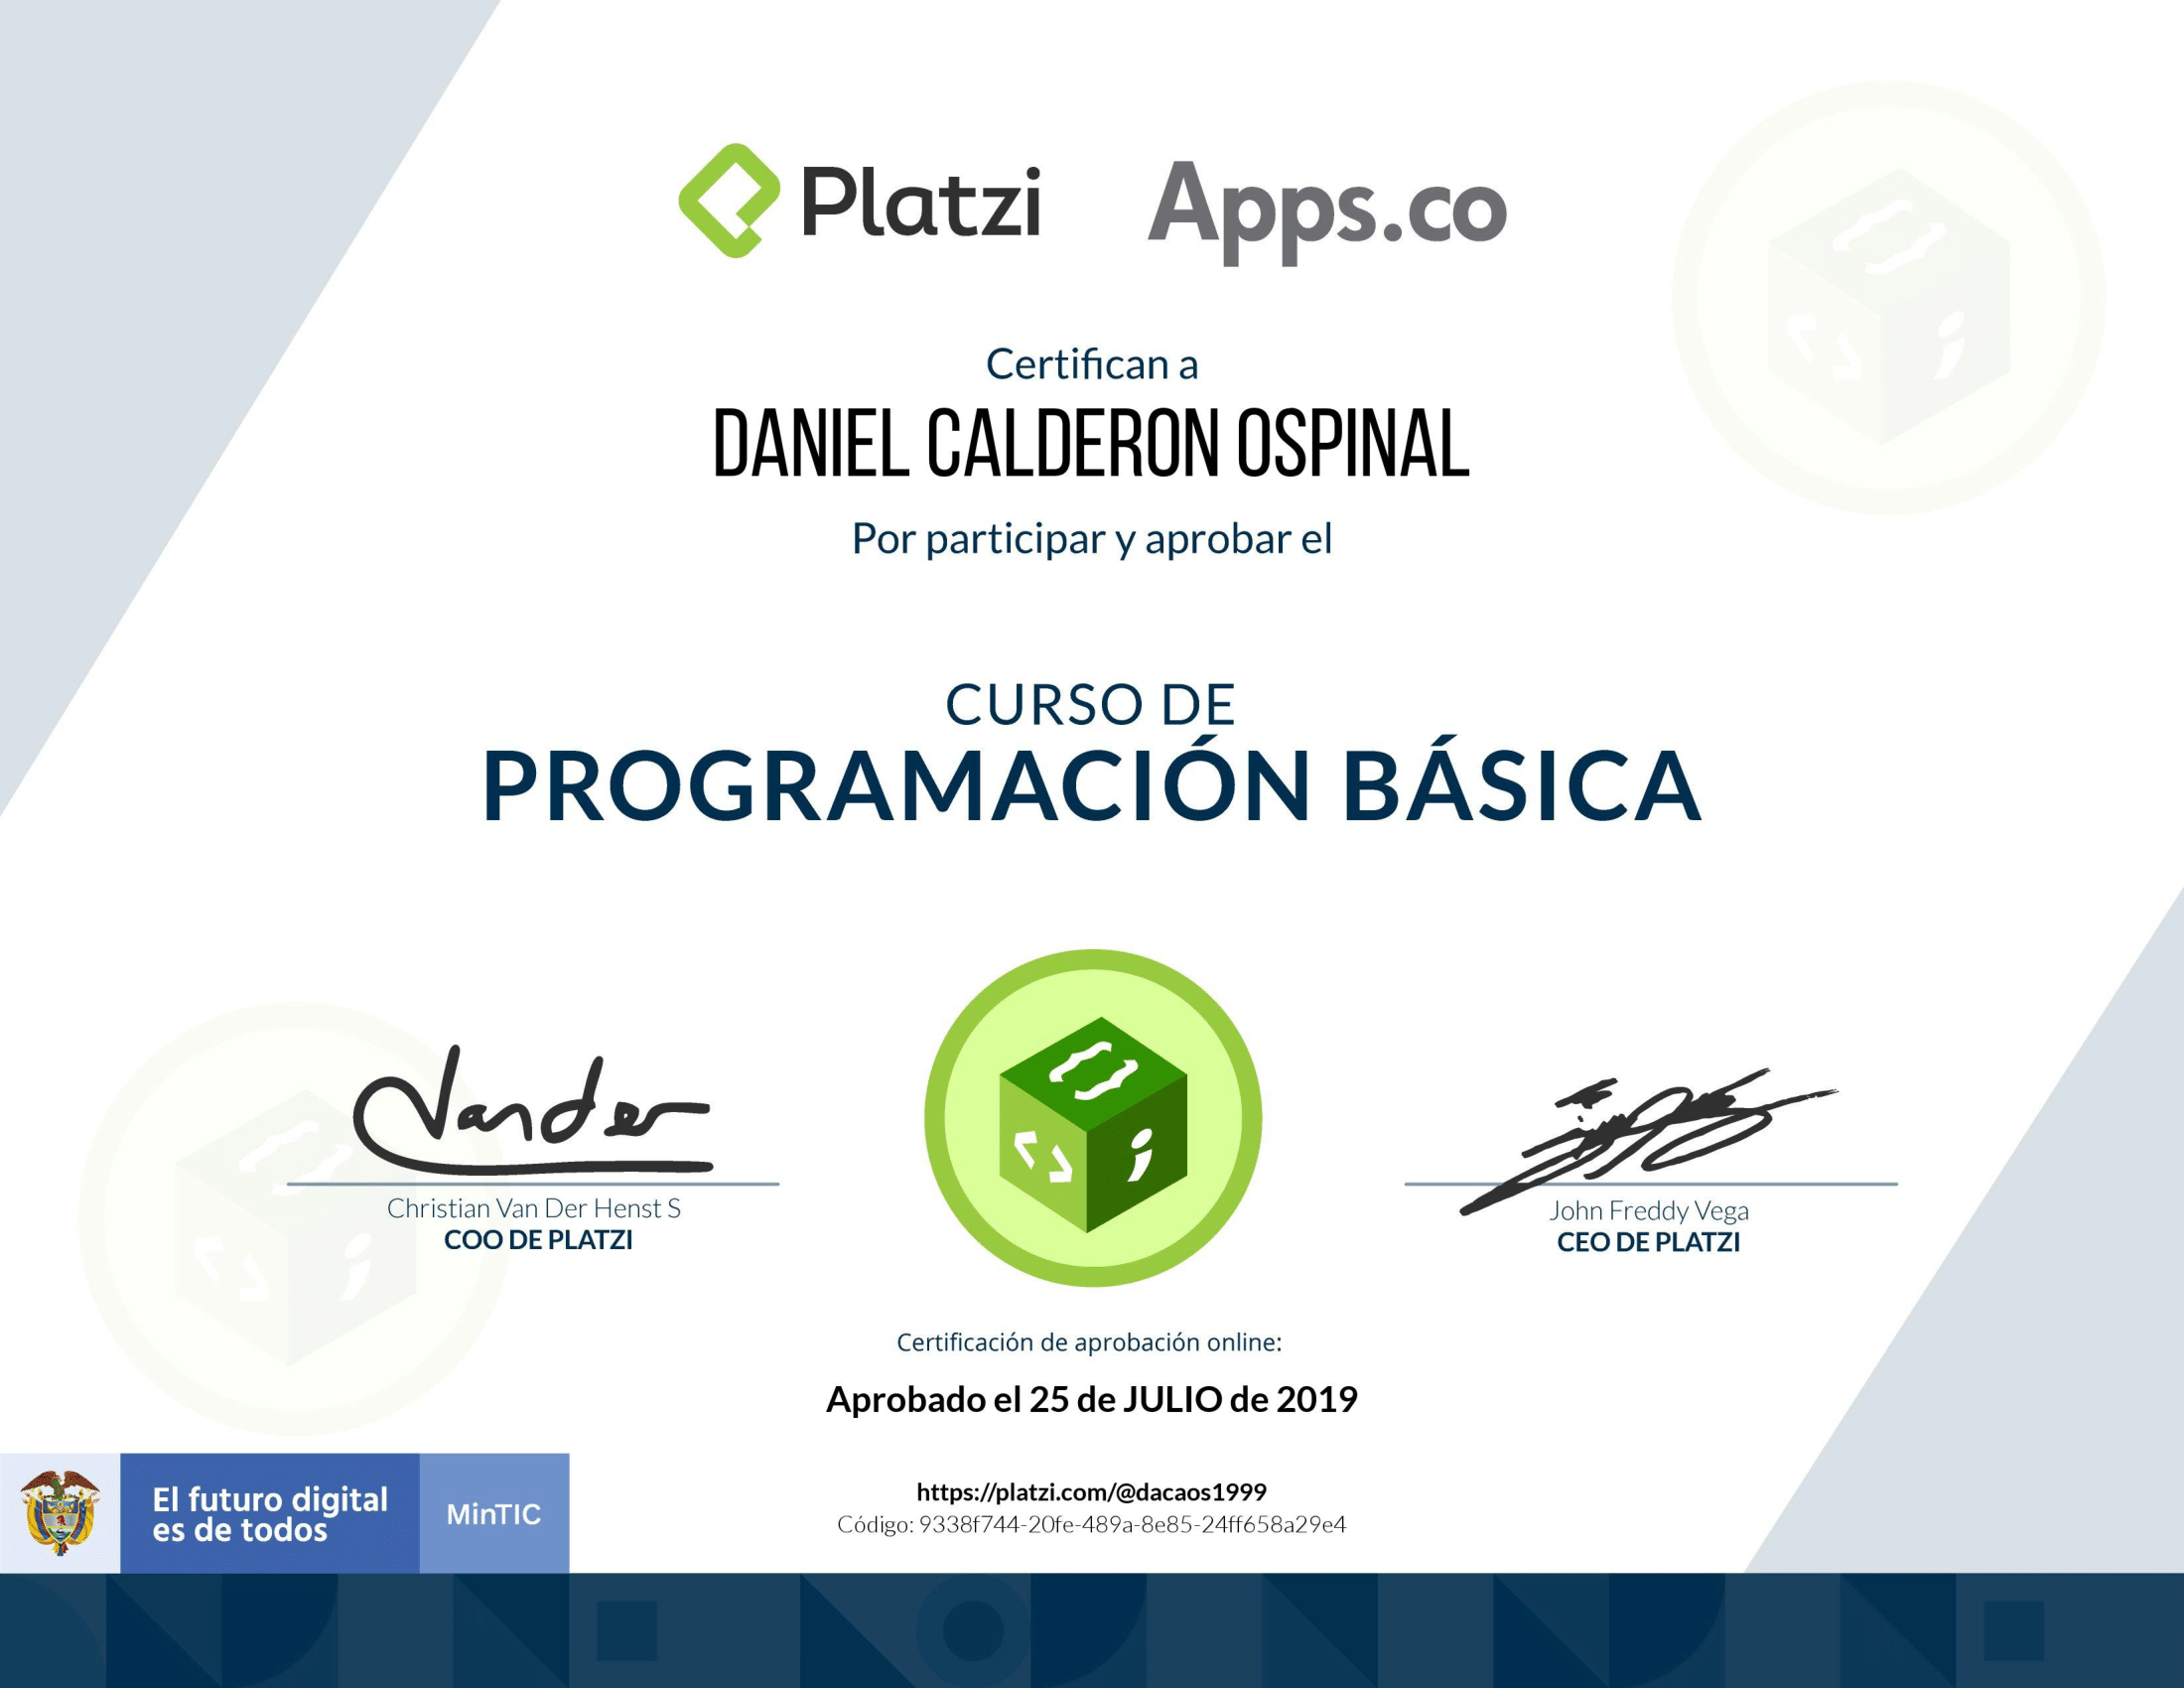 Platzi Apps.co
Certifican a
DANIEL CALDERON OSPINAL
Por participar y aprobar el
CURSO DE
PROGRAMACIÓN BÁSICA
Vander
Christian Van Der Henst S
COO DE PLATZI
John Freddy Vega
CEO DE PLATZI
Certificación de aprobación online:
Aprobado el 25 de JULIO de 2019
El futuro digital
es de todos
MinTIC
https://platzi.com/@dacaos1999
Código: 9338f744-20fe-489a-8e85-24ff658a29e4